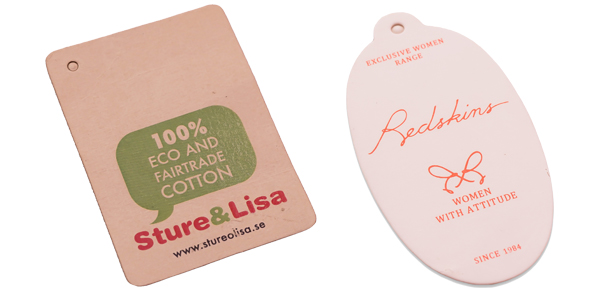 100%
ECO AND
FAIRTRADE
COTTON
Sture&Lisa
www.stureolisa.se
EXCLUSIVE WOMEN
RANGE
Redskins
WOMEN
WITH ATTITUDE
SINCE 1984